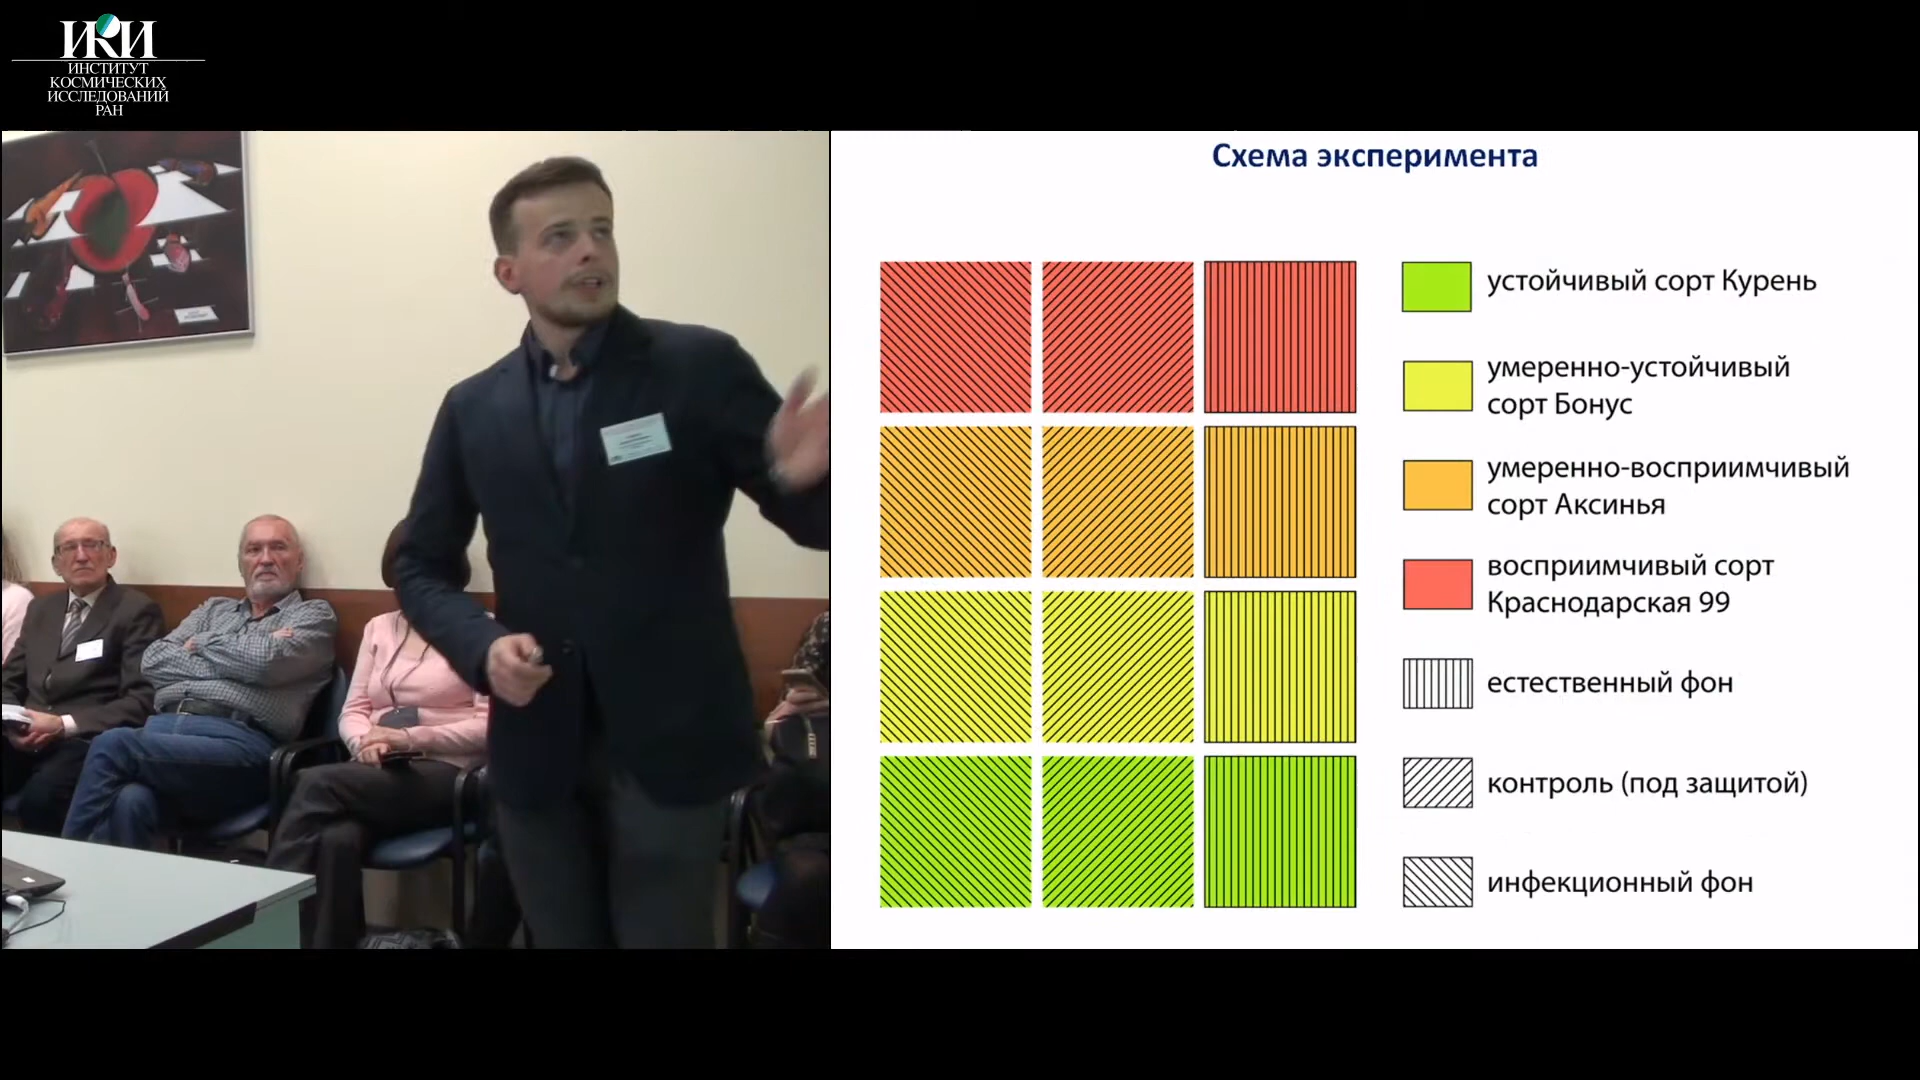 ИКИ
ИНСТИТУТ
КОСМИЧЕСКИХ
ИССЛЕДОВАНИЙ
РАН
Схема эксперимента
устойчивый сорт Курень
умеренно-устойчивый
сорт Бонус
умеренно-восприимчивый
сорт Аксинья
восприимчивый сорт
Краснодарская 99
естественный фон
контроль (под защитой)
инфекционный фон